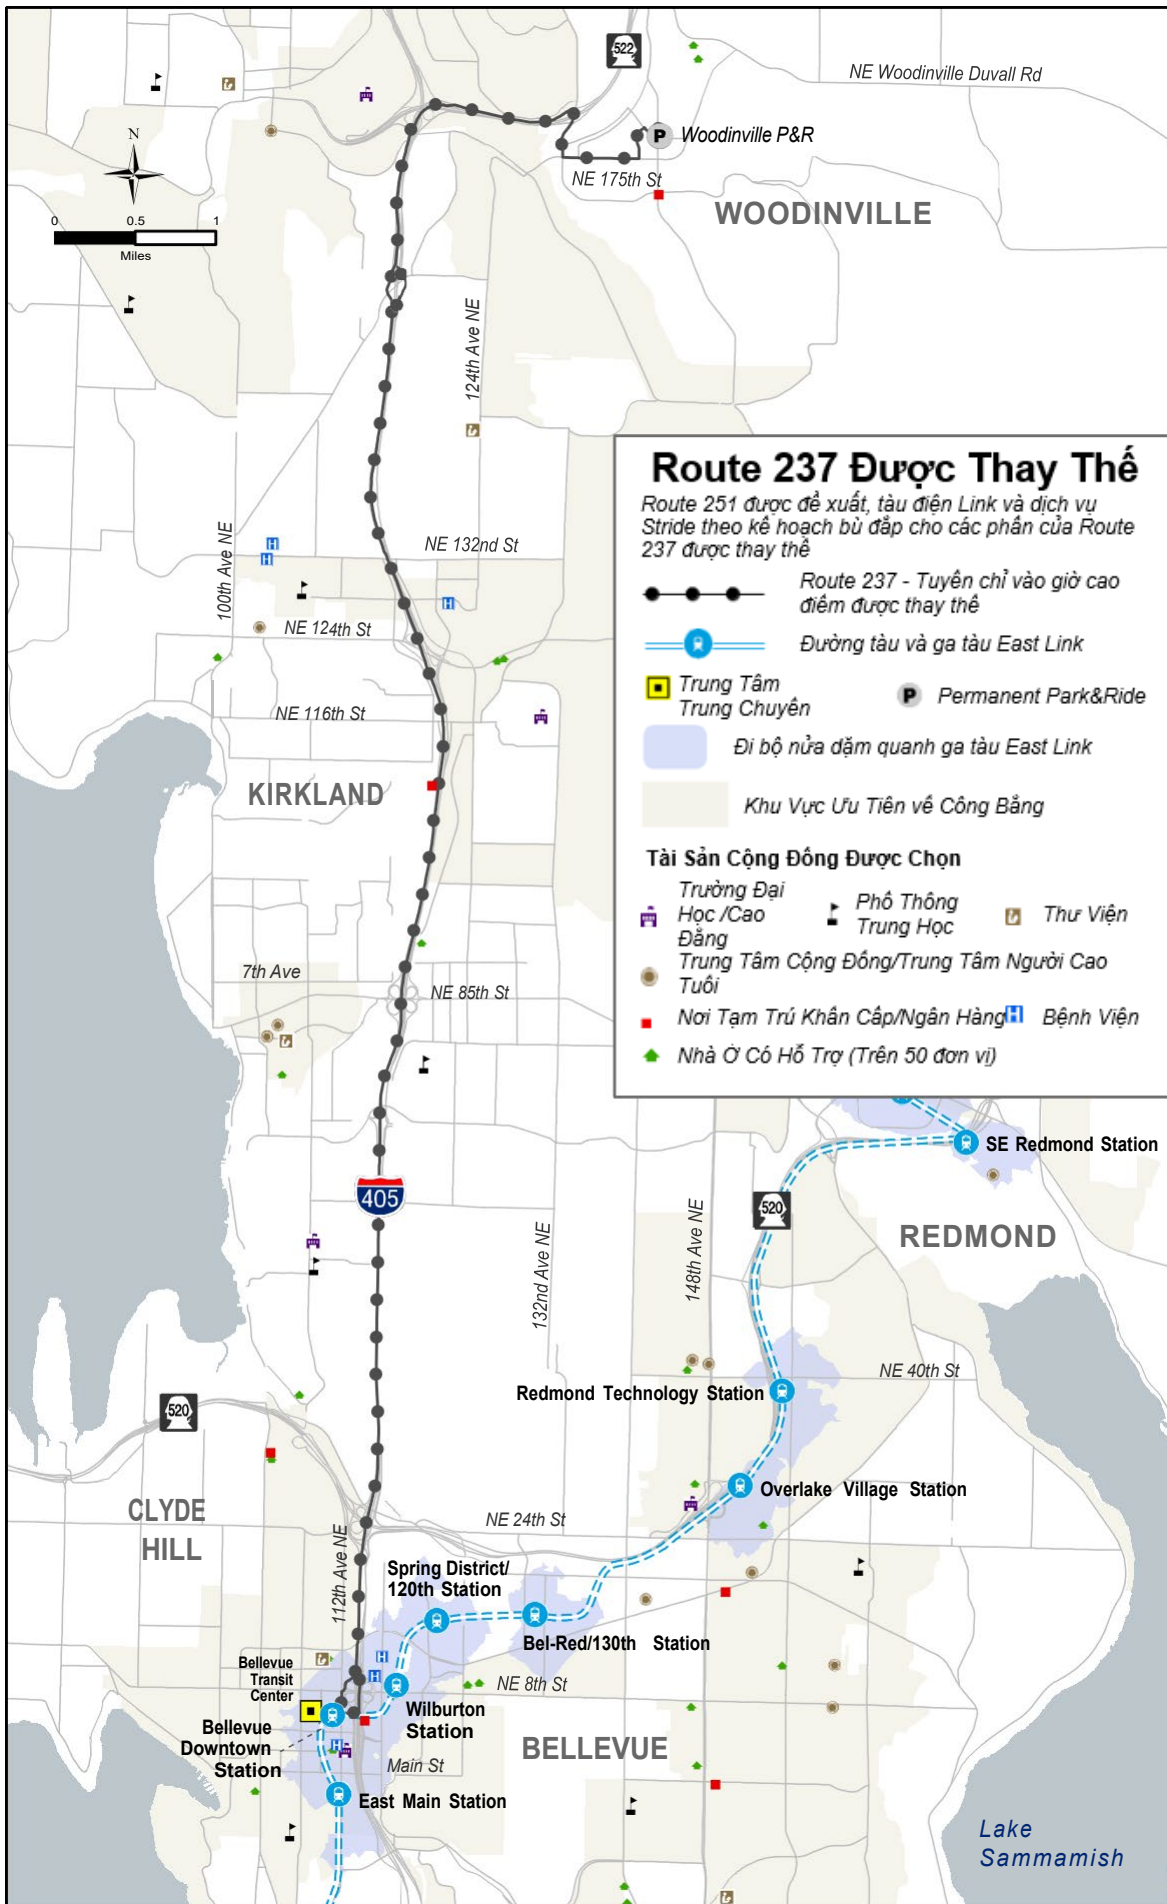 522
NE Woodinville Duvall Rd
N
P
Woodinville P&R
NE 175th St
WOODINVILLE
0 0.5 1
Miles
124th Ave NE
Route 237 Được Thay Thế
Route 251 được đề xuất, tàu điện Link và dịch vụ
Stride theo kế hoạch bù đắp cho các phần của Route
237 được thay thế
Route 237 - Tuyến chỉ vào giờ cao
điểm được thay thế
Đường tàu và ga tàu East Link
Trung Tâm
Trung Chuyển
P
Permanent Park&Ride
Đi bộ nửa dặm quanh ga tàu East Link
Khu Vực Ưu Tiên về Công Bằng
Tài Sản Cộng Đồng Được Chọn
Trường Đại
Học /Cao
Đẳng
Phổ Thông
Trung Học
Thư Viện
Trung Tâm Cộng Đồng/Trung Tâm Người Cao
Tuổi
Nơi Tạm Trú Khẩn Cấp/Ngân Hàng
H
Bệnh Viện
Nhà Ở Có Hỗ Trợ (Trên 50 đơn vị)
100th Ave NE
NE 132nd St
H
H
H
NE 124th St
NE 116th St
KIRKLAND
7th Ave
NE 85th St
SE Redmond Station
405
520
REDMOND
148th Ave NE
132nd Ave NE
NE 40th St
Redmond Technology Station
520
Overlake Village Station
CLYDE
HILL
NE 24th St
112th Ave NE
Spring District/
120th Station
Bel-Red/130th Station
H
H
Bellevue
Transit
Center
NE 8th St
Wilburton
Station
Bellevue
Downtown
Station
H
BELLEVUE
Main St
East Main Station
Lake
Sammamish